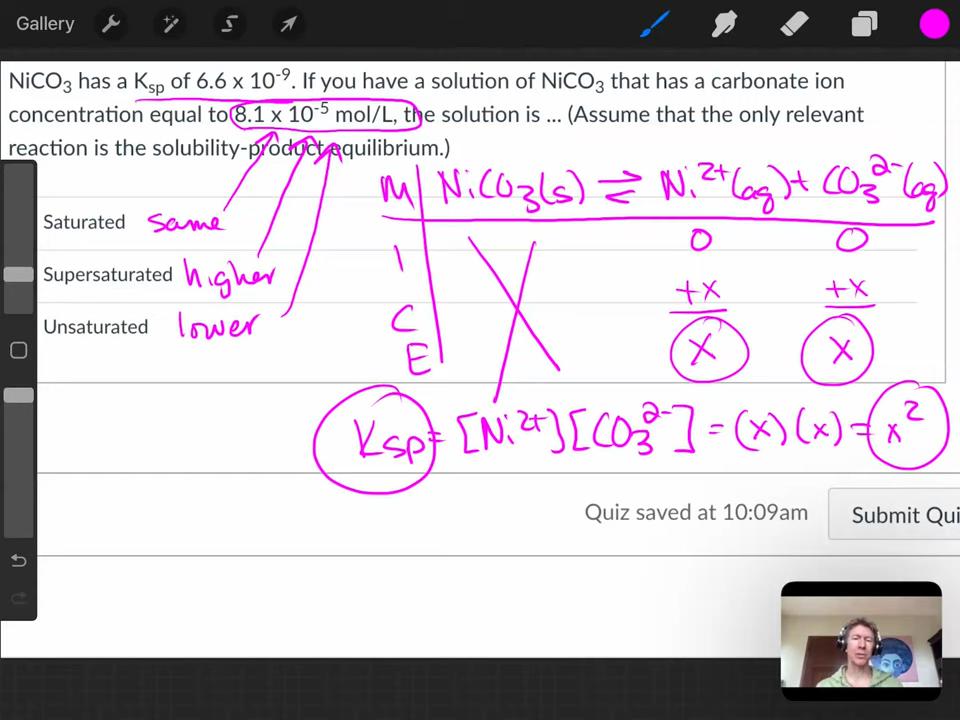 Gallery
NiCO₃ has a Kₛₚ of 6.6 x 10⁻⁹. If you have a solution of NiCO₃ that has a carbonate ion
concentration equal to 8.1 x 10⁻⁵ mol/L, the solution is ... (Assume that the only relevant
reaction is the solubility-product equilibrium.)
M NiCO₃(s) ⇌ Ni²⁺(aq) + CO₃²⁻(aq)
Saturated same
I 0 0
Supersaturated higher
C +x +x
Unsaturated lower
E x x
Ksp = [Ni²⁺][CO₃²⁻] = (x)(x) = x²
Quiz saved at 10:09am
Submit Qui